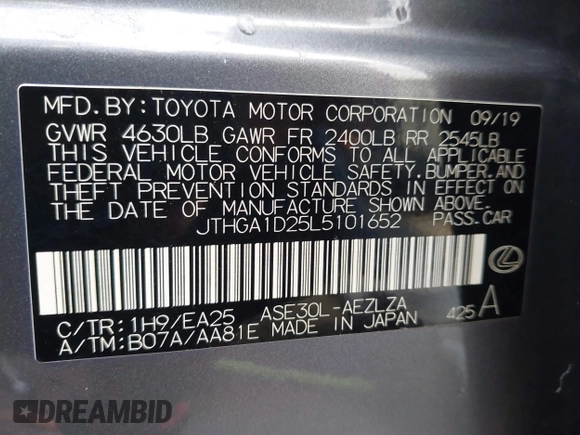 MFD.BY:TOYOTA MOTOR CORPORATION 09/19
GVWR 4630LB GAWR FR 2400LB RR 2545LB
THIS VEHICLE CONFORMS TO ALL APPLICABLE
FEDERAL MOTOR VEHICLE SAFETY.BUMPER.AND
THEFT PREVENTION STANDARDS IN EFFECT ON
THE DATE OF MANUFACTURE SHOWN ABOVE.
JTHGA1D25L5101652 PASS.CAR
C/TR:1H9/EA25 ASE30L-AEZLZA 425 A
A/TM:B07A/AA81E MADE IN JAPAN
DREAMBID